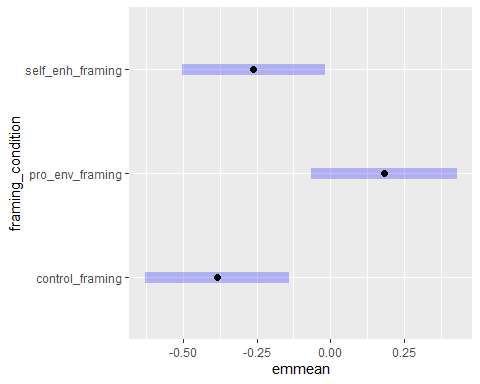 self_enh_framing
framing_condition
pro_env_framing
control_framing
-0.50
-0.25
0.00
0.25
emmean